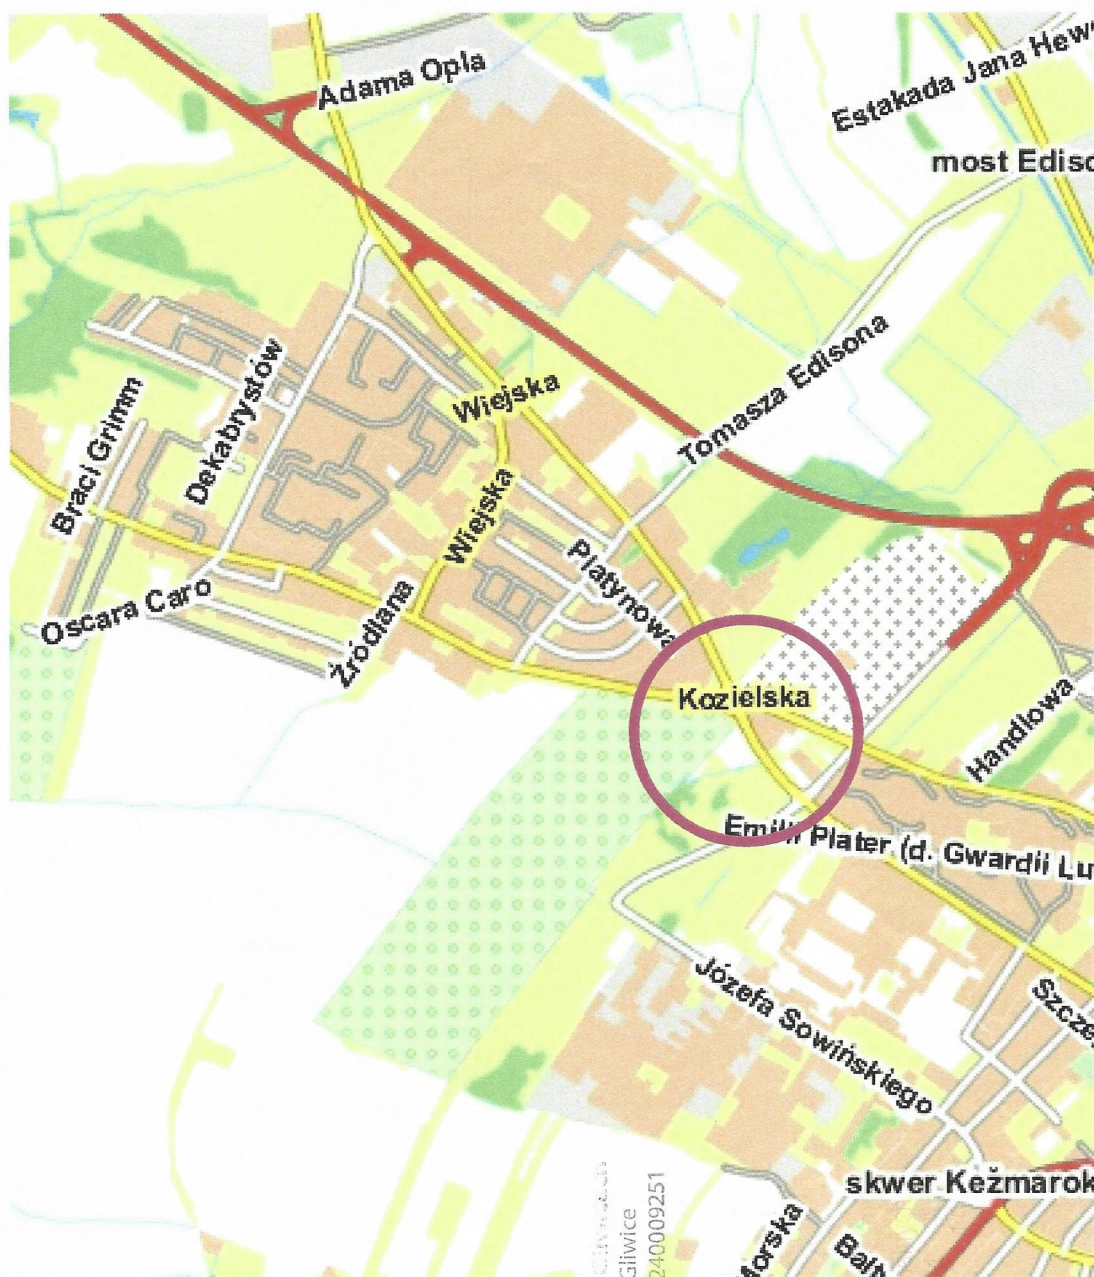 Adama Opla
Estakada Jana Hew
most Ediso
Tomasza Edisona
Wiejska
Dekabrystów
Braci Grimm
Wiejska
Platynowa
Oscara Caro
Źródlana
Kozielska
Handlowa
Emilii Plater (d. Gwardii Lu
Józefa Sowińskiego
Szcze
skwer Kežmarok
Morska
Bałt
Gliwice
240009251